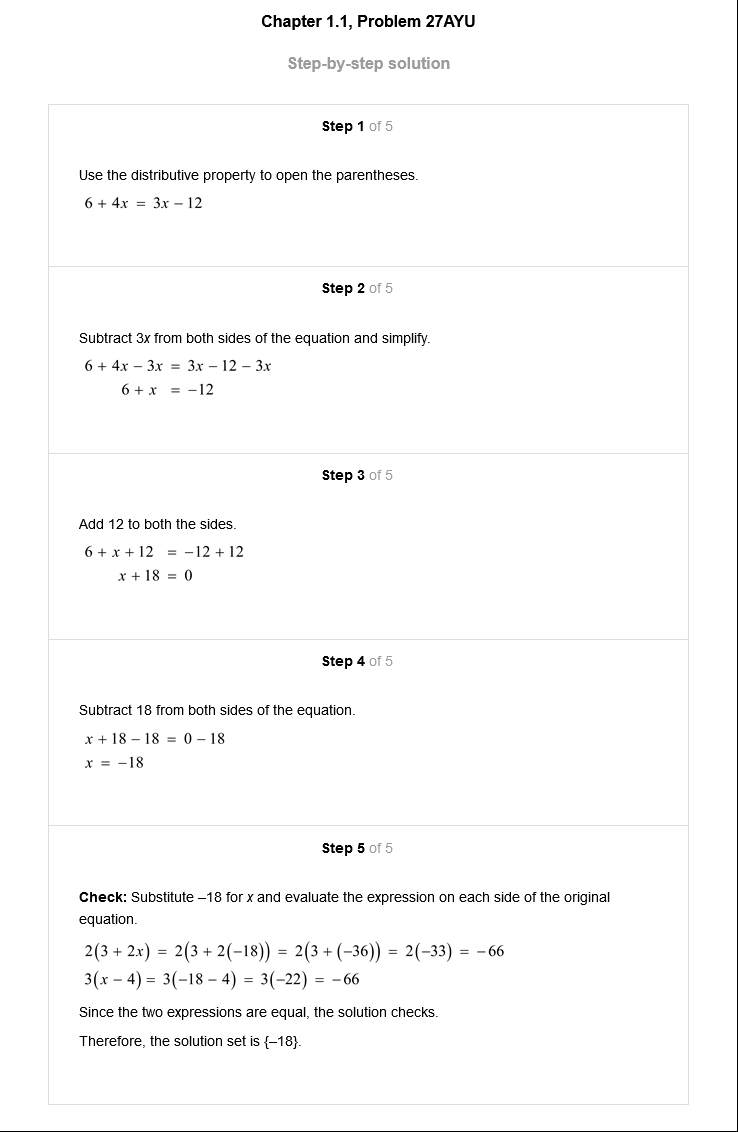 Chapter 1.1, Problem 27AYU
Step-by-step solution
Step 1 of 5
Use the distributive property to open the parentheses.
6 + 4x = 3x − 12
Step 2 of 5
Subtract 3x from both sides of the equation and simplify.
6 + 4x − 3x = 3x − 12 − 3x
6 + x = −12
Step 3 of 5
Add 12 to both the sides.
6 + x + 12 = −12 + 12
x + 18 = 0
Step 4 of 5
Subtract 18 from both sides of the equation.
x + 18 − 18 = 0 − 18
x = −18
Step 5 of 5
Check: Substitute –18 for x and evaluate the expression on each side of the original
equation.
2(3 + 2x) = 2(3 + 2(−18)) = 2(3 + (−36)) = 2(−33) = −66
3(x − 4) = 3(−18 − 4) = 3(−22) = −66
Since the two expressions are equal, the solution checks.
Therefore, the solution set is {–18}.